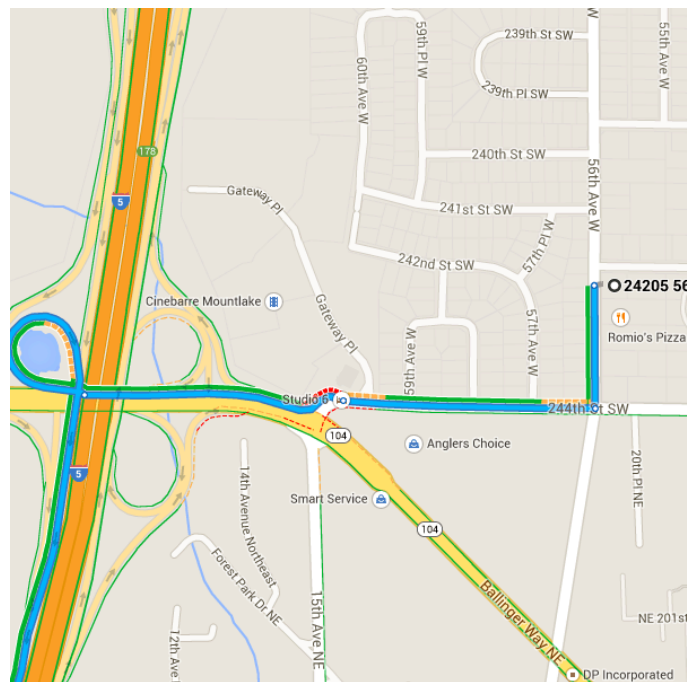 239th St SW
55th Ave W
59th Pl W
60th Ave W
239th Pl SW
178
240th St SW
56th Ave W
5
Gateway Pl
241st St SW
57th Pl W
242nd St SW
24205 56
Cinebarre Mountlake
Gateway Pl
59th Ave W
57th Ave W
Romio's Pizza
Studio 6
244th St SW
104
Anglers Choice
5
14th Avenue Northeast
20th Pl NE
Smart Service
104
Forest Park Dr NE
15th Ave NE
Ballinger Way NE
NE 201st
12th Ave
DP Incorporated